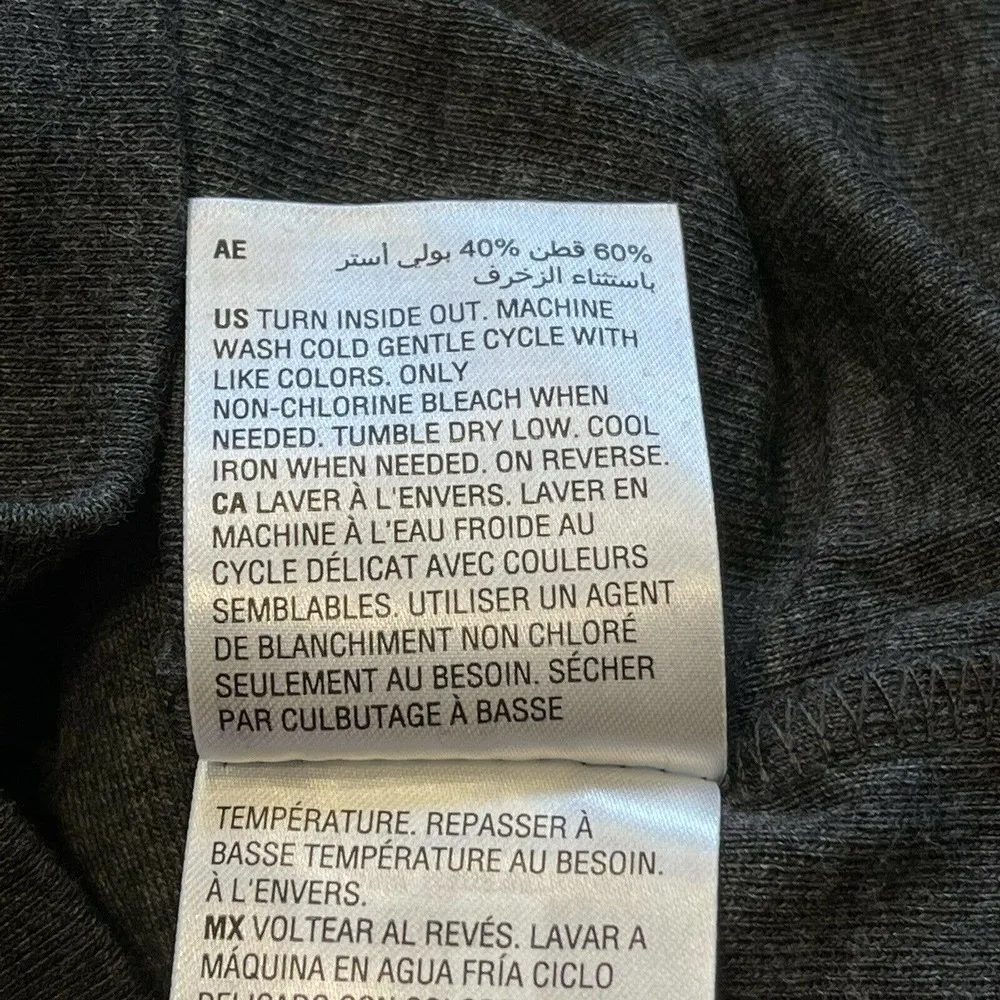 AE
60% قطن 40% بولي أستر
باستثناء الزخرف
US TURN INSIDE OUT. MACHINE
WASH COLD GENTLE CYCLE WITH
LIKE COLORS. ONLY
NON-CHLORINE BLEACH WHEN
NEEDED. TUMBLE DRY LOW. COOL
IRON WHEN NEEDED. ON REVERSE.
CA LAVER À L'ENVERS. LAVER EN
MACHINE À L'EAU FROIDE AU
CYCLE DÉLICAT AVEC COULEURS
SEMBLABLES. UTILISER UN AGENT
DE BLANCHIMENT NON CHLORÉ
SEULEMENT AU BESOIN. SÉCHER
PAR CULBUTAGE À BASSE
TEMPÉRATURE. REPASSER À
BASSE TEMPÉRATURE AU BESOIN.
À L'ENVERS.
MX VOLTEAR AL REVÉS. LAVAR A
MÁQUINA EN AGUA FRÍA CICLO